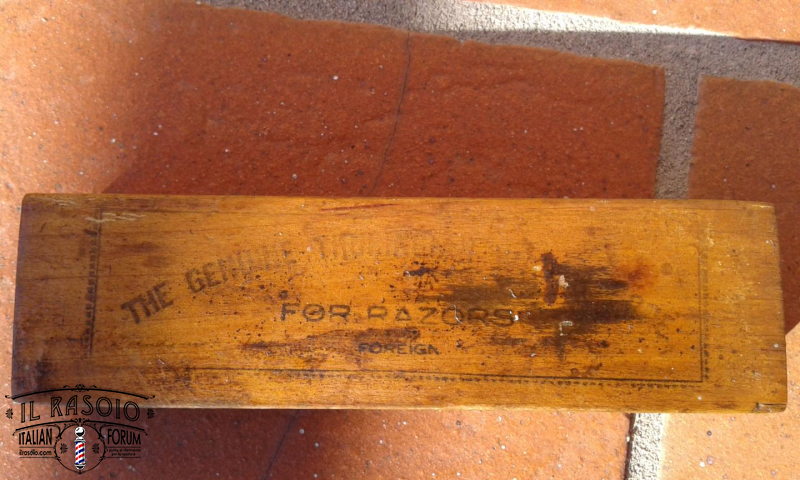 THE GENUINE
FOR RAZORS
FOREIGN
IL RASOIO
ITALIAN FORUM
ilrasoio.com